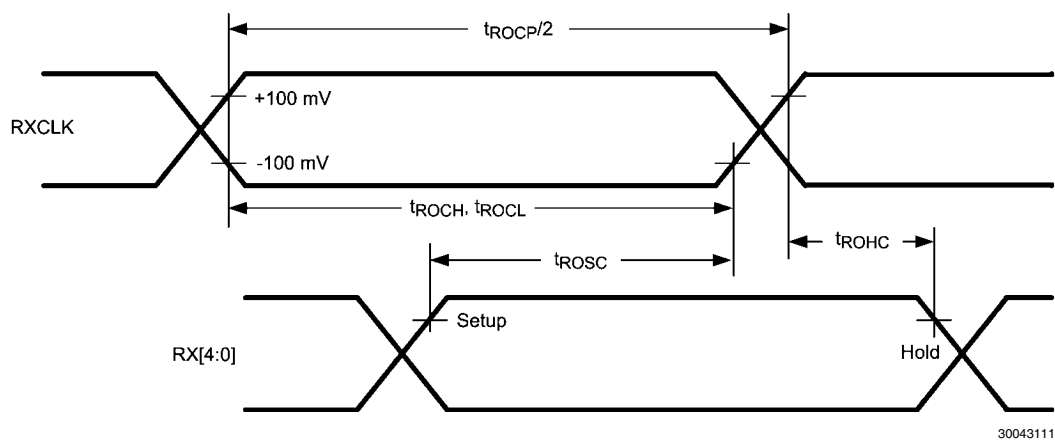 tROCP/2
+100 mV
RXCLK
-100 mV
tROCH, tROCL
tROHC
tROSC
Setup
RX[4:0]
Hold
30043111